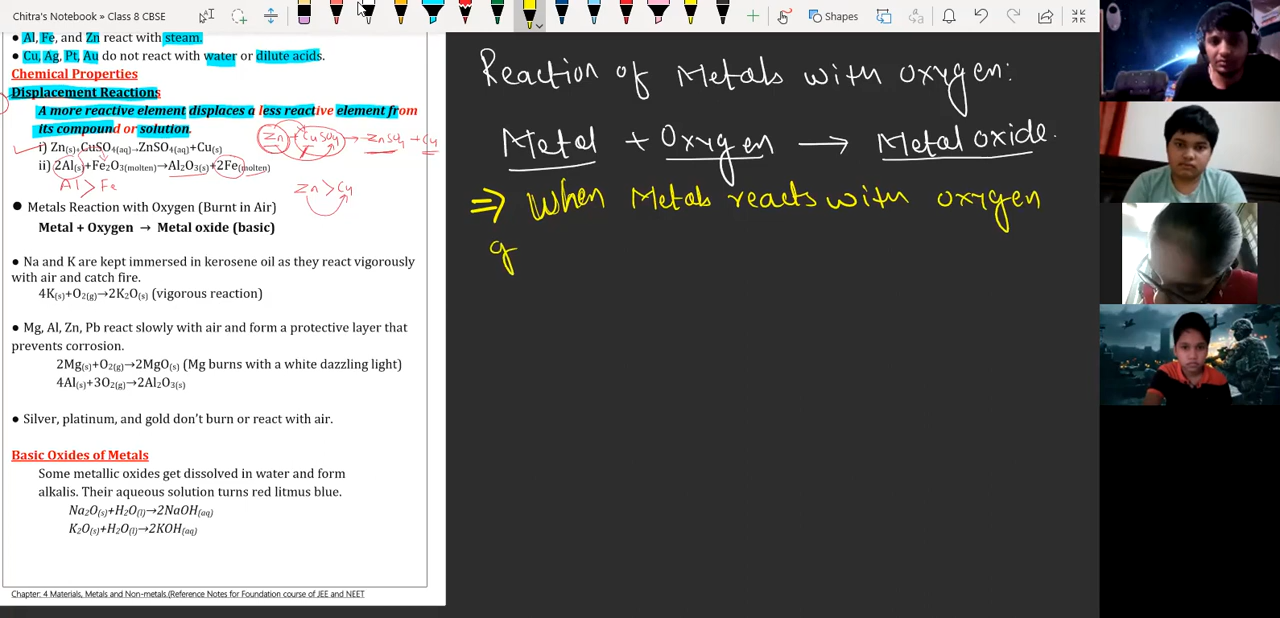 Chitra's Notebook » Class 8 CBSE
Shapes
● Al, Fe, and Zn react with steam.
● Cu, Ag, Pt, Au do not react with water or dilute acids.
Chemical Properties
Displacement Reactions
A more reactive element displaces a less reactive element from
its compound or solution.
i) Zn(s)+CuSO4(aq)→ZnSO4(aq)+Cu(s)
Zn + CuSO4 → ZnSO4 + Cu
ii) 2Al(s)+Fe2O3(molten)→Al2O3(s)+2Fe(molten)
Al > Fe
Zn > Cu
● Metals Reaction with Oxygen (Burnt in Air)
Metal + Oxygen → Metal oxide (basic)
● Na and K are kept immersed in kerosene oil as they react vigorously
with air and catch fire.
4K(s)+O2(g)→2K2O(s) (vigorous reaction)
● Mg, Al, Zn, Pb react slowly with air and form a protective layer that
prevents corrosion.
2Mg(s)+O2(g)→2MgO(s) (Mg burns with a white dazzling light)
4Al(s)+3O2(g)→2Al2O3(s)
● Silver, platinum, and gold don't burn or react with air.
Basic Oxides of Metals
Some metallic oxides get dissolved in water and form
alkalis. Their aqueous solution turns red litmus blue.
Na2O(s)+H2O(l)→2NaOH(aq)
K2O(s)+H2O(l)→2KOH(aq)
Chapter: 4 Materials, Metals and Non-metals.(Reference Notes for Foundation course of JEE and NEET
Reaction of Metals with Oxygen:
Metal + Oxygen → Metal oxide.
⇒ When Metals reacts with oxygen
g